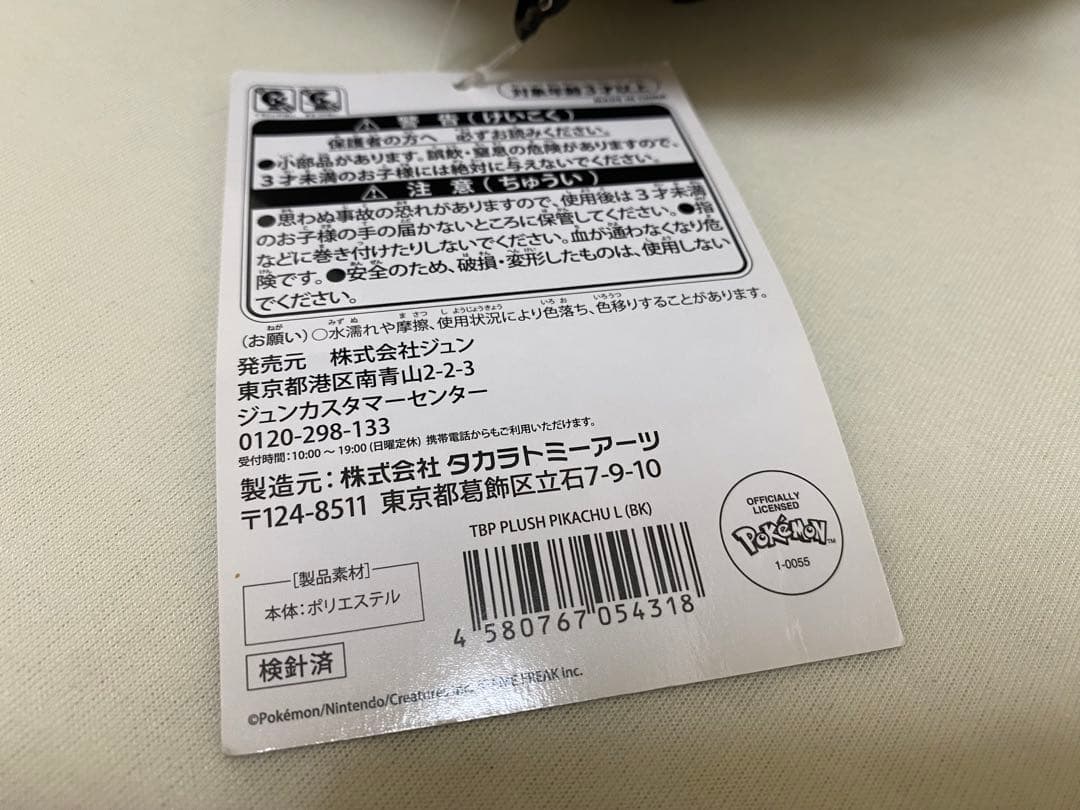 対象年齢3才以上
MADE IN CHINA
警告(けいこく)
保護者の方へ 必ずお読みください。
●小部品があります。誤飲・窒息の危険がありますので、
3才未満のお子様には絶対に与えないでください。
注意(ちゅうい)
●思わぬ事故の恐れがありますので、使用後は3才未満
のお子様の手の届かないところに保管してください。●指
などに巻き付けたりしないでください。血が通わなくなり危
険です。●安全のため、破損・変形したものは、使用しない
でください。
(お願い)○水濡れや摩擦、使用状況により色落ち、色移りすることがあります。
発売元 株式会社ジュン
東京都港区南青山2-2-3
ジュンカスタマーセンター
0120-298-133
受付時間:10:00~19:00(日曜定休) 携帯電話からもご利用いただけます。
製造元:株式会社 タカラトミーアーツ
〒124-8511 東京都葛飾区立石7-9-10
TBP PLUSH PIKACHU L (BK)
OFFICIALLY
LICENSED
POKéMON™
1-0055
[製品素材]
本体:ポリエステル
4 580767 054318
検針済
©Pokémon/Nintendo/Creatures inc. GAME FREAK inc.